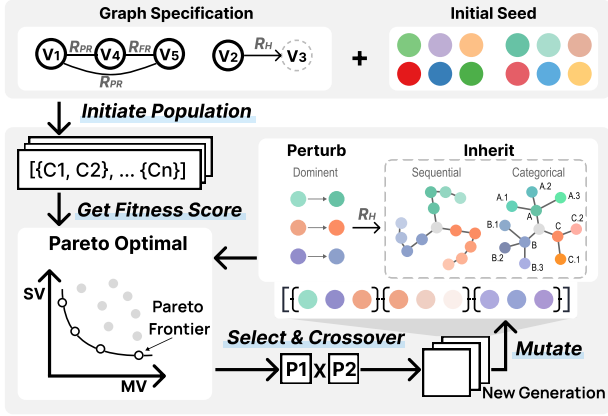 Graph Specification
Initial Seed
V1 RPR V4 RFR V5
RPR
V2 RH V3
+
Initiate Population
[{C1, C2}, ... {Cn}]
Get Fitness Score
Perturb
Inherit
Dominent
Sequential
Categorical
RH
A.1
A.2
A.3
A
B.1
B.2
B.3
B
C
C.1
C.2
[{ }{ }{ }]
Pareto Optimal
SV
MV
Pareto
Frontier
Select & Crossover
P1 X P2
Mutate
New Generation